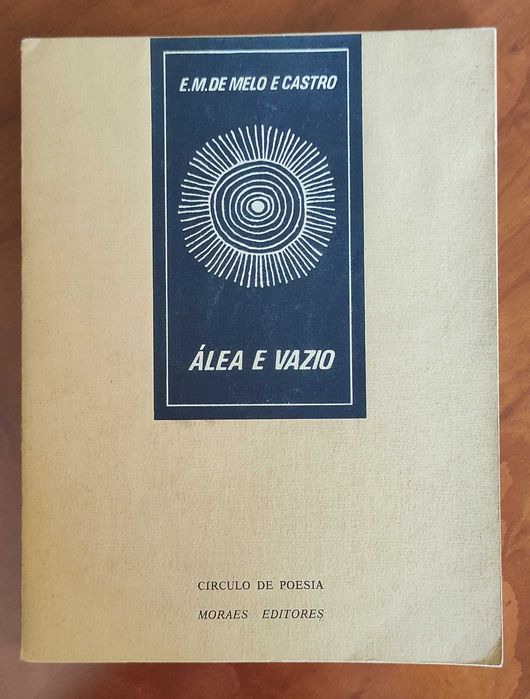 E.M. DE MELO E CASTRO
ÁLEA E VAZIO
CÍRCULO DE POESIA
MORAES EDITORES